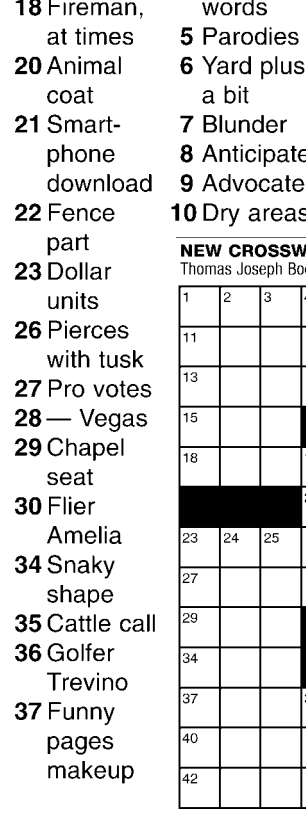 18 Fireman,
at times
20 Animal
coat
21 Smart-
phone
download
22 Fence
part
23 Dollar
units
26 Pierces
with tusk
27 Pro votes
28 — Vegas
29 Chapel
seat
30 Flier
Amelia
34 Snaky
shape
35 Cattle call
36 Golfer
Trevino
37 Funny
pages
makeup
words
5 Parodies
6 Yard plus
a bit
7 Blunder
8 Anticipate
9 Advocate
10 Dry areas
NEW CROSSW
Thomas Joseph Bo
1 2 3
11
13
15
18
23 24 25
27
29
34
37
40
42